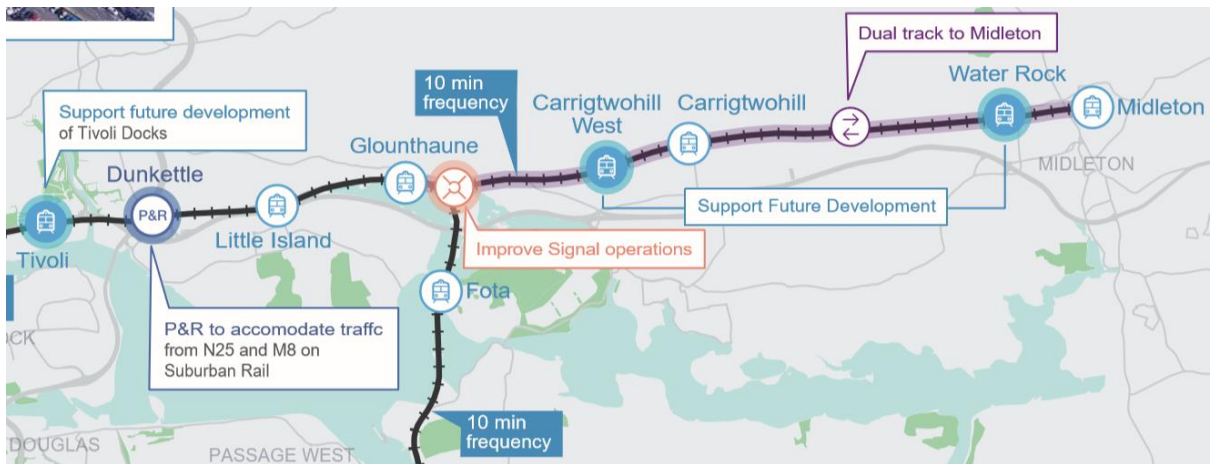 Dual track to Midleton
Support future development
of Tivoli Docks
10 min
frequency
Carrigtwohill
West
Carrigtwohill
Water Rock
Midleton
Glounthaune
Dunkettle
P&R
MIDLETON
Tivoli
Little Island
Improve Signal operations
Support Future Development
Fota
P&R to accomodate traffc
from N25 and M8 on
Suburban Rail
OCK
10 min
frequency
DOUGLAS
PASSAGE WEST